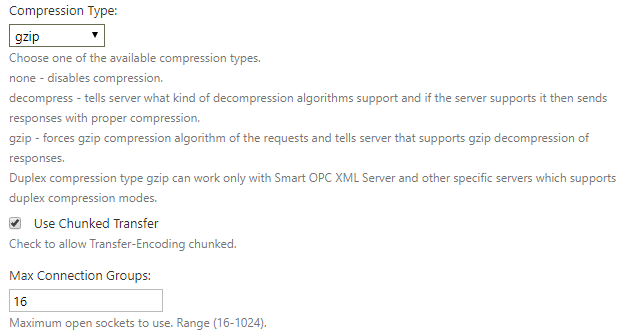 Compression Type:
gzip
Choose one of the available compression types.
none - disables compression.
decompress - tells server what kind of decompression algorithms support and if the server supports it then sends
responses with proper compression.
gzip - forces gzip compression algorithm of the requests and tells server that supports gzip decompression of
responses.
Duplex compression type gzip can work only with Smart OPC XML Server and other specific servers which supports
duplex compression modes.
Use Chunked Transfer
Check to allow Transfer-Encoding chunked.
Max Connection Groups:
16
Maximum open sockets to use. Range (16-1024).